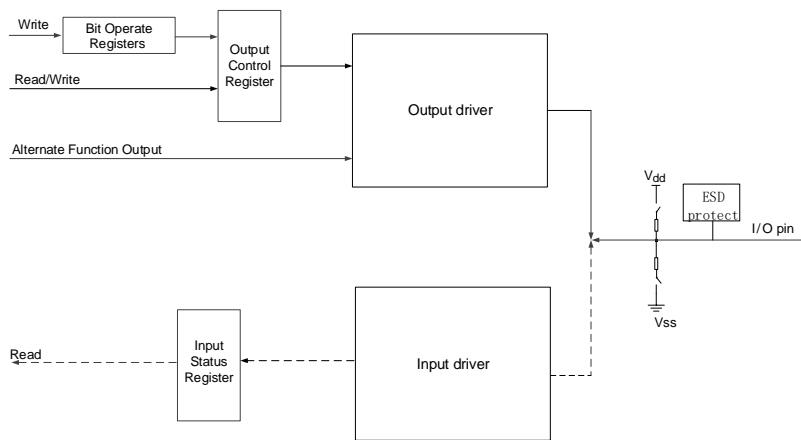 Write
Bit Operate
Registers
Output
Control
Register
Read/Write
Output driver
Alternate Function Output
Vdd
ESD
protect
I/O pin
Vss
Read
Input
Status
Register
Input driver